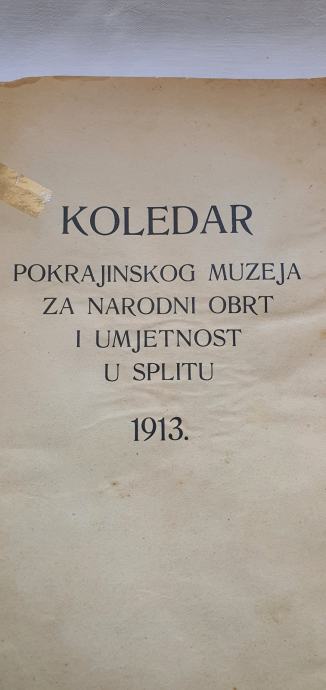 KOLEDAR
POKRAJINSKOG MUZEJA
ZA NARODNI OBRT
I UMJETNOST
U SPLITU
1913.